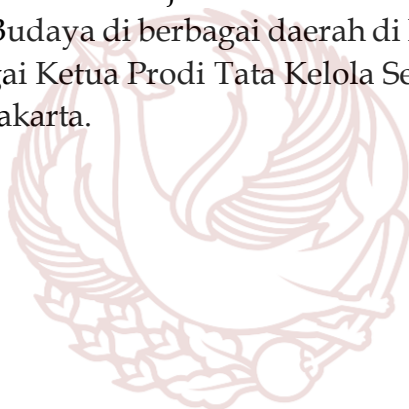 Budaya di berbagai daerah di
gai Ketua Prodi Tata Kelola Se
akarta.